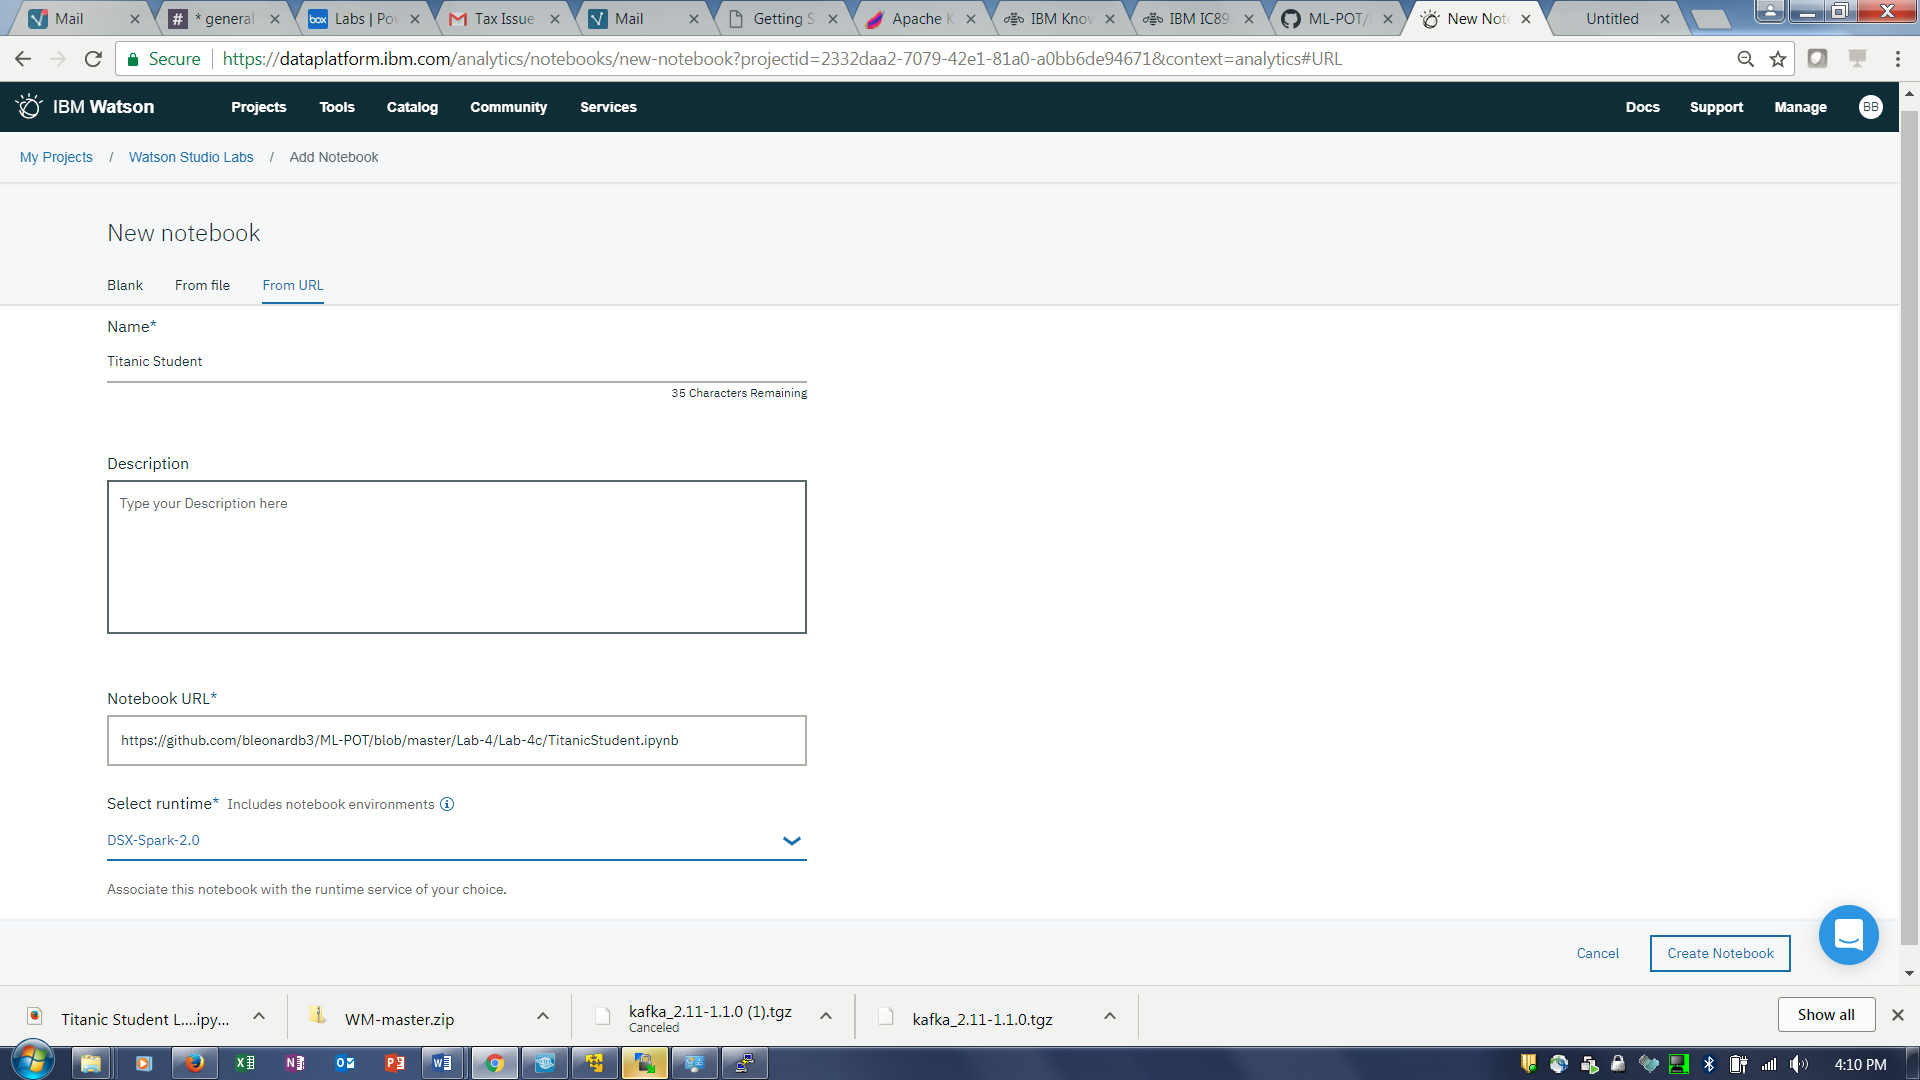 Mail
* general
Labs | Pow
Tax Issue
Mail
Getting S
Apache K
IBM Know
IBM IC89
ML-POT/
New Note
Untitled
Secure
https://dataplatform.ibm.com/analytics/notebooks/new-notebook?projectid=2332daa2-7079-42e1-81a0-a0bb6de94671&context=analytics#URL
IBM Watson
Projects
Tools
Catalog
Community
Services
Docs
Support
Manage
BB
My Projects / Watson Studio Labs / Add Notebook
New notebook
Blank
From file
From URL
Name*
Titanic Student
35 Characters Remaining
Description
Type your Description here
Notebook URL*
https://github.com/bleonardb3/ML-POT/blob/master/Lab-4/Lab-4c/TitanicStudent.ipynb
Select runtime* Includes notebook environments
DSX-Spark-2.0
Associate this notebook with the runtime service of your choice.
Cancel
Create Notebook
Titanic Student L....ipy...
WM-master.zip
kafka_2.11-1.1.0 (1).tgz
Canceled
kafka_2.11-1.1.0.tgz
Show all
4:10 PM